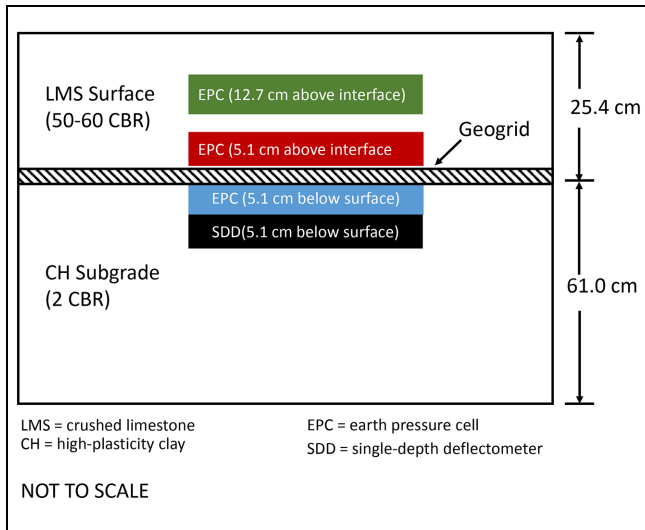 LMS Surface
(50-60 CBR)
EPC (12.7 cm above interface)
25.4 cm
Geogrid
EPC (5.1 cm above interface
EPC (5.1 cm below surface)
SDD(5.1 cm below surface)
CH Subgrade
(2 CBR)
61.0 cm
LMS = crushed limestone
CH = high-plasticity clay
EPC = earth pressure cell
SDD = single-depth deflectometer
NOT TO SCALE